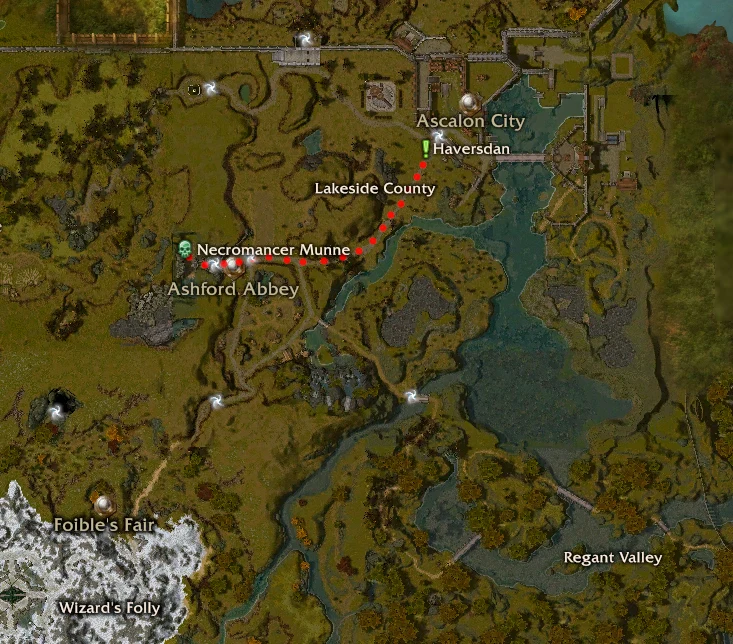 Ascalon City
Haversdan
Lakeside County
Necromancer Munne
Ashford Abbey
Foible's Fair
Regant Valley
Wizard's Folly